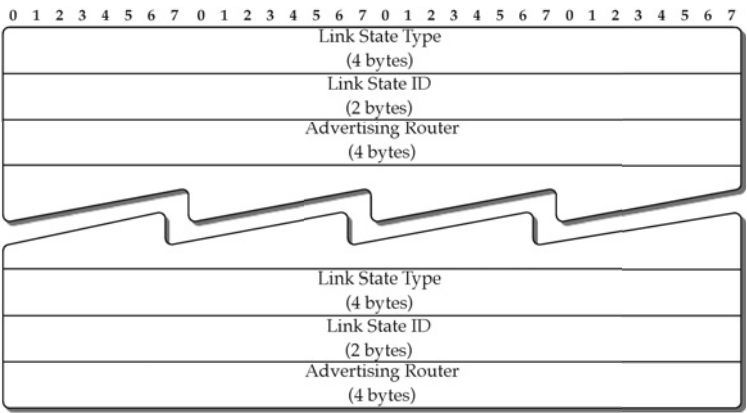 0 1 2 3 4 5 6 7 0 1 2 3 4 5 6 7 0 1 2 3 4 5 6 7 0 1 2 3 4 5 6 7
Link State Type
(4 bytes)
Link State ID
(2 bytes)
Advertising Router
(4 bytes)
Link State Type
(4 bytes)
Link State ID
(2 bytes)
Advertising Router
(4 bytes)